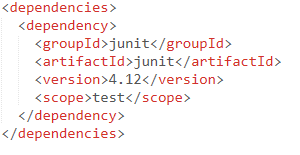 <dependencies>
  <dependency>
    <groupId>junit</groupId>
    <artifactId>junit</artifactId>
    <version>4.12</version>
    <scope>test</scope>
  </dependency>
</dependencies>